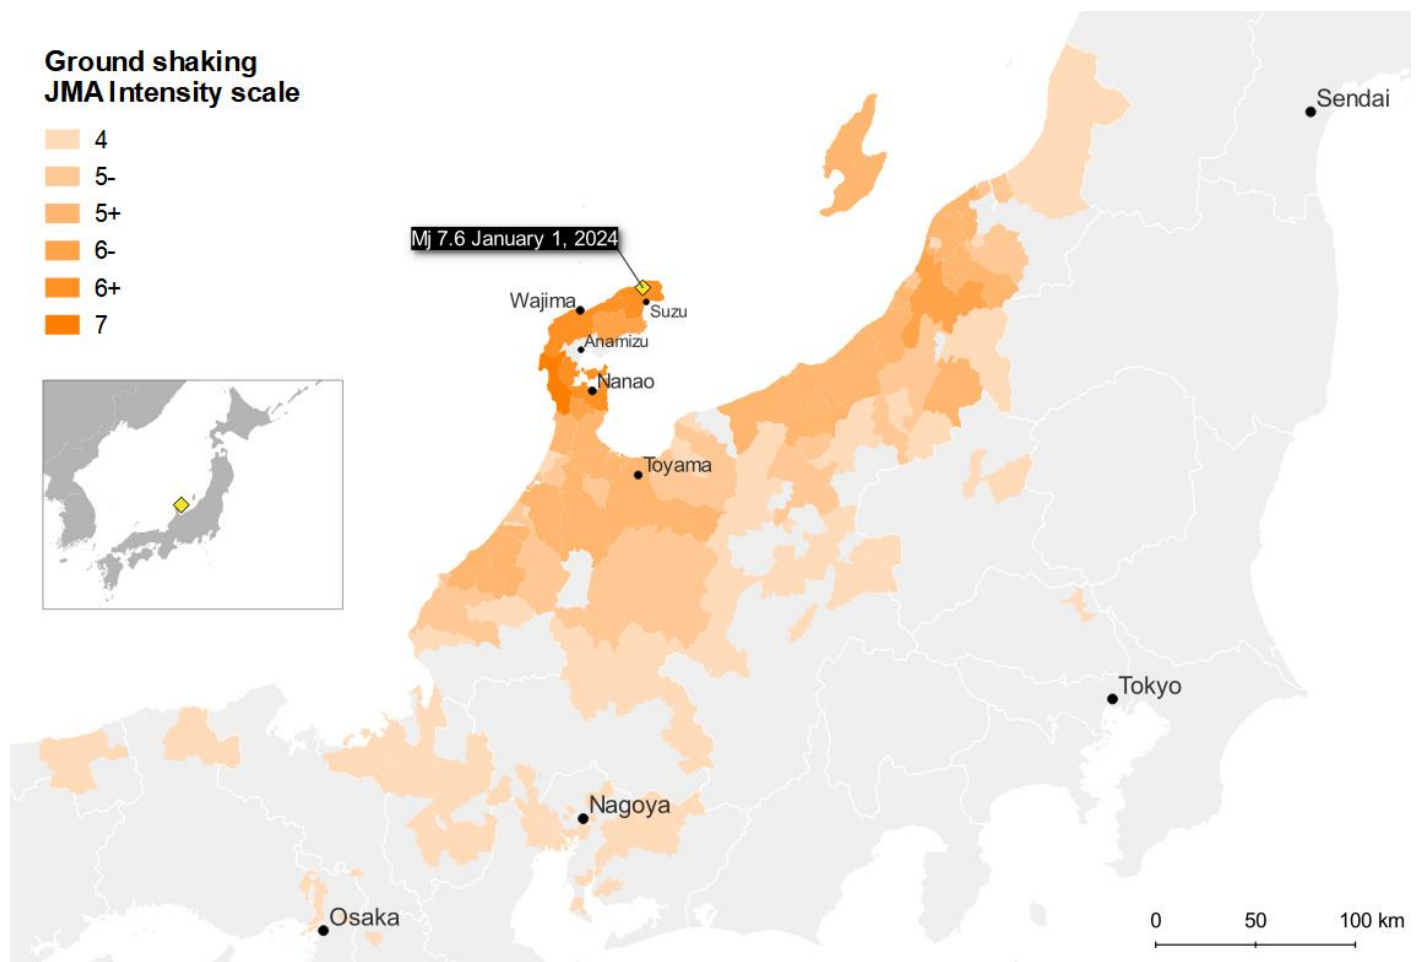 Ground shaking
JMA Intensity scale
4
5-
5+
6-
6+
7
Sendai
Mj 7.6 January 1, 2024
Wajima
Suzu
Anamizu
Nanao
Toyama
Tokyo
Nagoya
Osaka
0 50 100 km